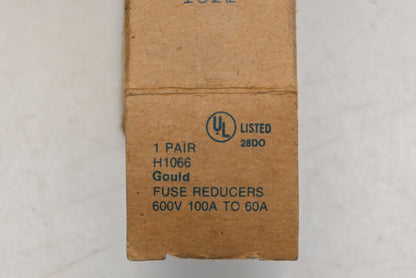 UL LISTED
28DO
1 PAIR
H1066
Gould
FUSE REDUCERS
600V 100A TO 60A